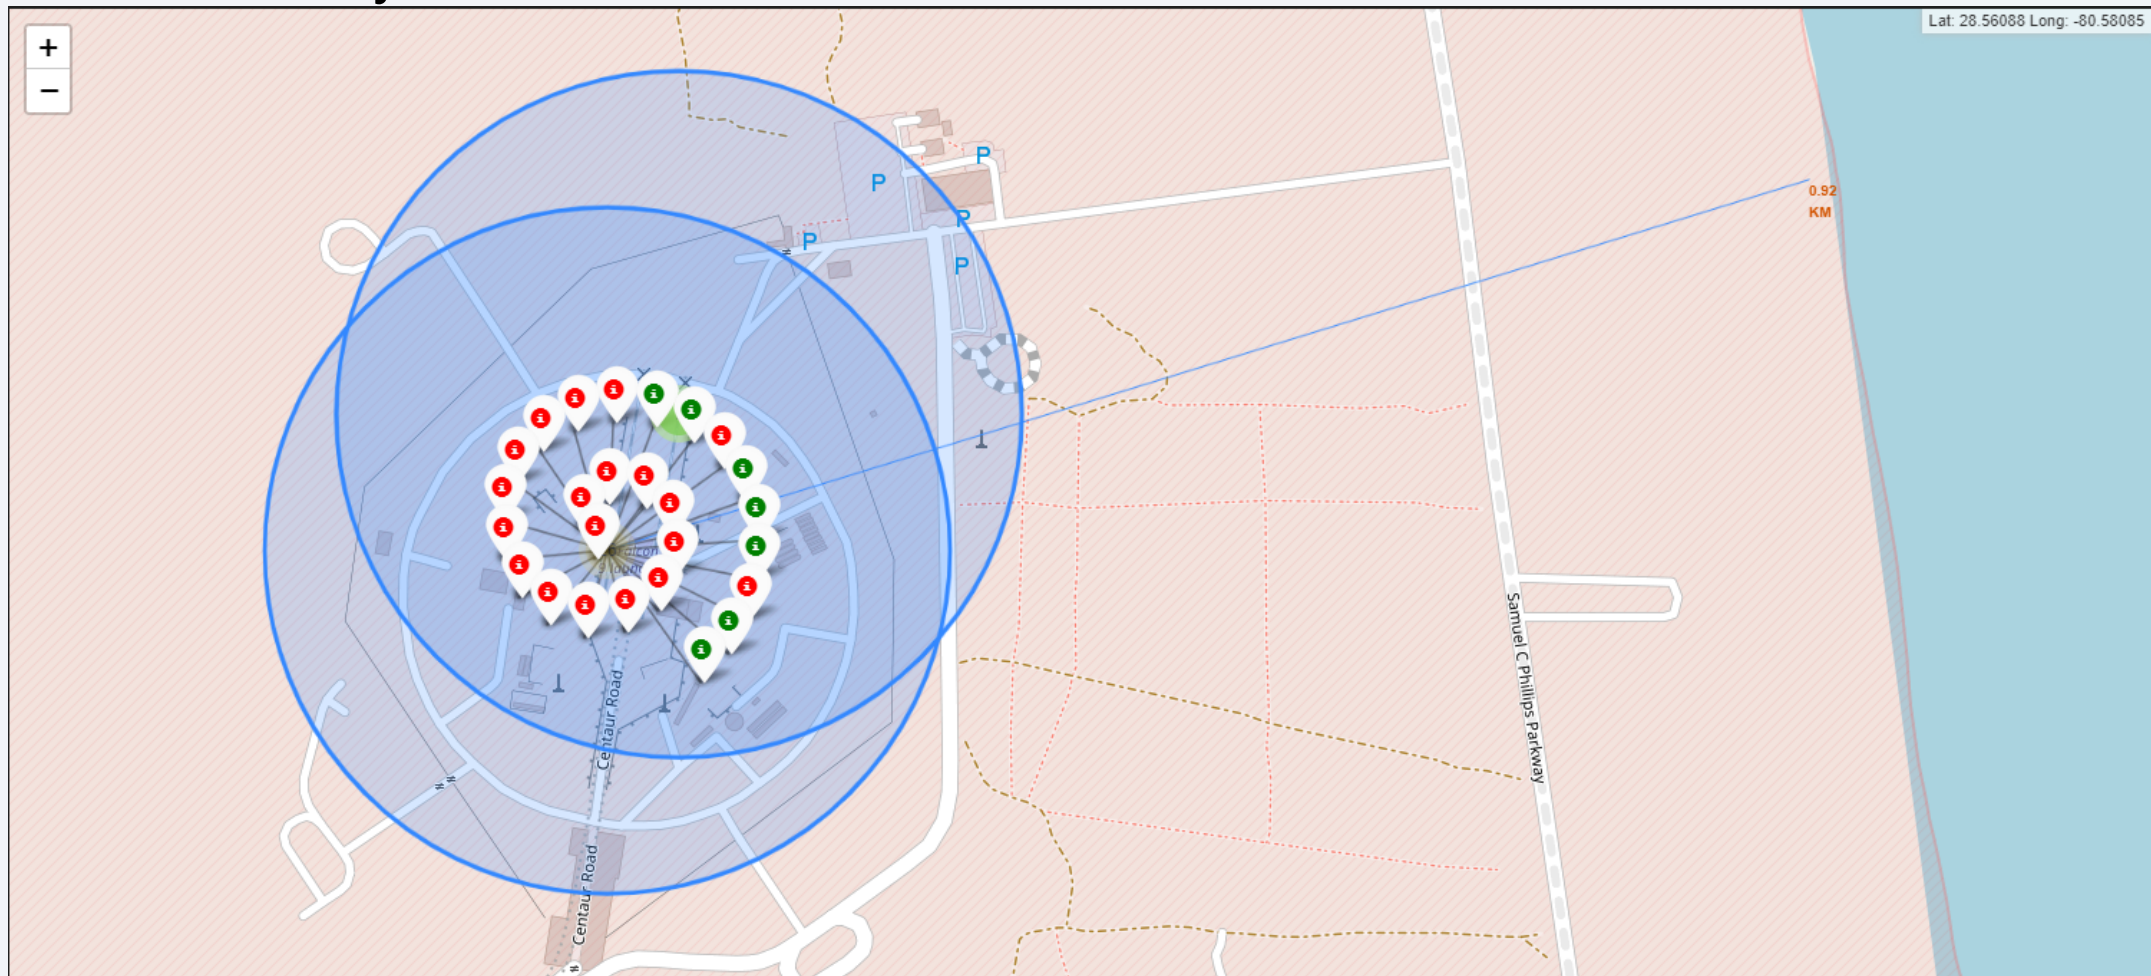 +
−
Lat: 28.56088 Long: -80.58085
P
P
P
P
P
0.92
KM
Centaur Road
Centaur Road
Samuel C Phillips Parkway